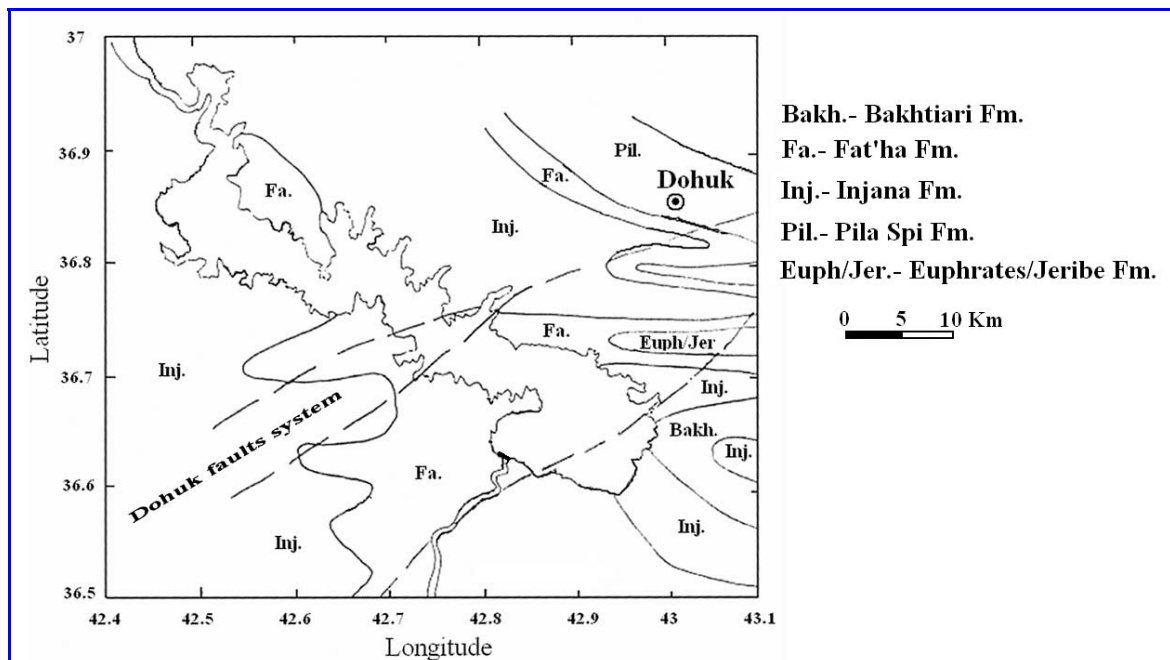 37
36.9
36.8
36.7
36.6
36.5
42.4
42.5
42.6
42.7
42.8
42.9
43
43.1
Latitude
Longitude
Pil.
Fa.
Dohuk
Fa.
Inj.
Fa.
Euph/Jer
Inj.
Inj.
Bakh.
Inj.
Dohuk faults system
Fa.
Inj.
Inj.
Bakh.- Bakhtiari Fm.
Fa.- Fat'ha Fm.
Inj.- Injana Fm.
Pil.- Pila Spi Fm.
Euph/Jer.- Euphrates/Jeribe Fm.
0 5 10 Km